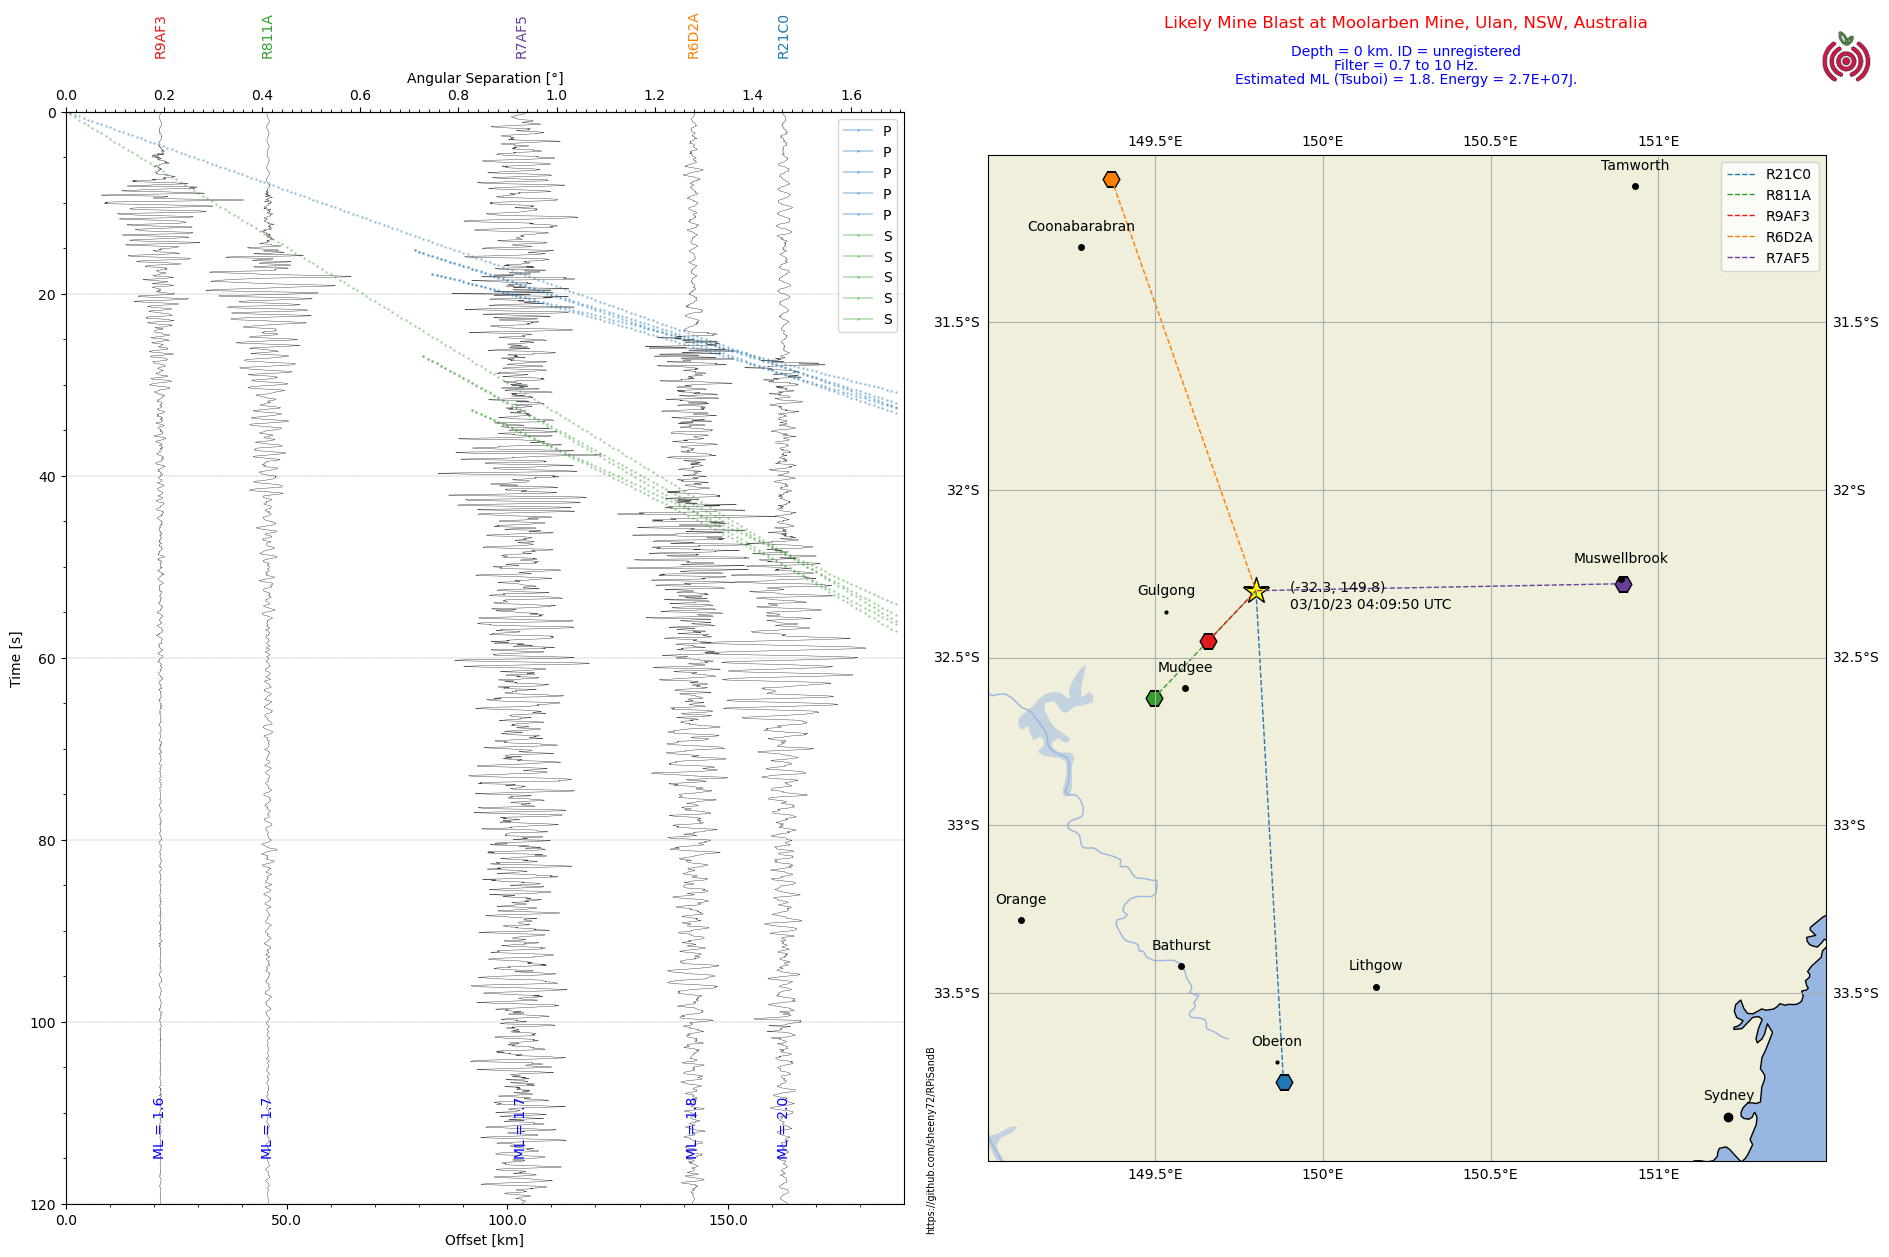 R9AF3
R811A
R7AF5
R6D2A
R21C0
Angular Separation [°]
0.0 0.2 0.4 0.6 0.8 1.0 1.2 1.4 1.6
0
20
40
60
80
100
120
Time [s]
P
P
P
P
P
S
S
S
S
S
ML = 1.6
ML = 1.7
ML = 1.7
ML = 1.8
ML = 2.0
0.0 50.0 100.0 150.0
Offset [km]
https://github.com/sheeny72/RPiSandB
Likely Mine Blast at Moolarben Mine, Ulan, NSW, Australia
Depth = 0 km. ID = unregistered
Filter = 0.7 to 10 Hz.
Estimated ML (Tsuboi) = 1.8. Energy = 2.7E+07J.
149.5°E 150°E 150.5°E 151°E
R21C0
R811A
R9AF3
R6D2A
R7AF5
Tamworth
Coonabarabran
31.5°S 31.5°S
32°S 32°S
Muswellbrook
Gulgong
(-32.3, 149.8)
03/10/23 04:09:50 UTC
32.5°S 32.5°S
Mudgee
33°S 33°S
Orange
Bathurst
Lithgow
33.5°S 33.5°S
Oberon
Sydney
149.5°E 150°E 150.5°E 151°E